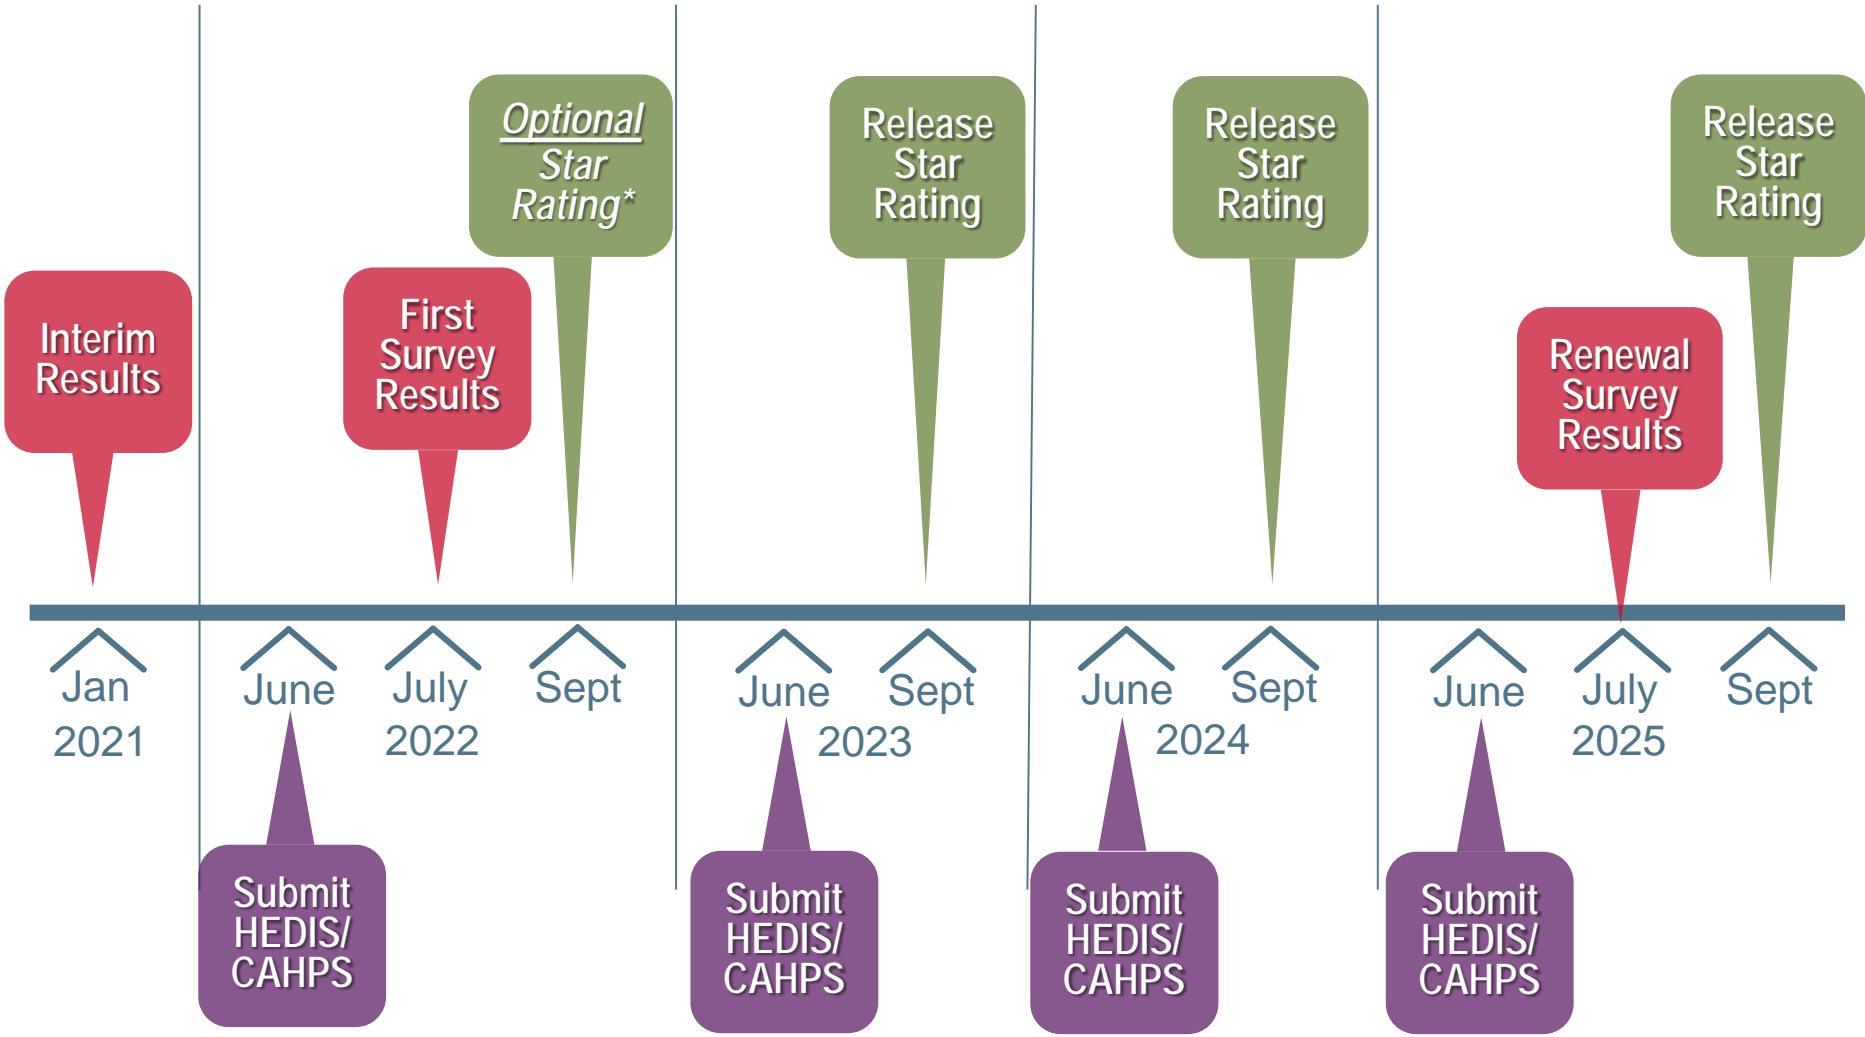 Optional
Star
Rating*
Release
Star
Rating
Release
Star
Rating
Release
Star
Rating
Interim
Results
First
Survey
Results
Renewal
Survey
Results
Jan
2021
June
July
Sept
2022
June
Sept
2023
June
Sept
2024
June
July
Sept
2025
Submit
HEDIS/
CAHPS
Submit
HEDIS/
CAHPS
Submit
HEDIS/
CAHPS
Submit
HEDIS/
CAHPS